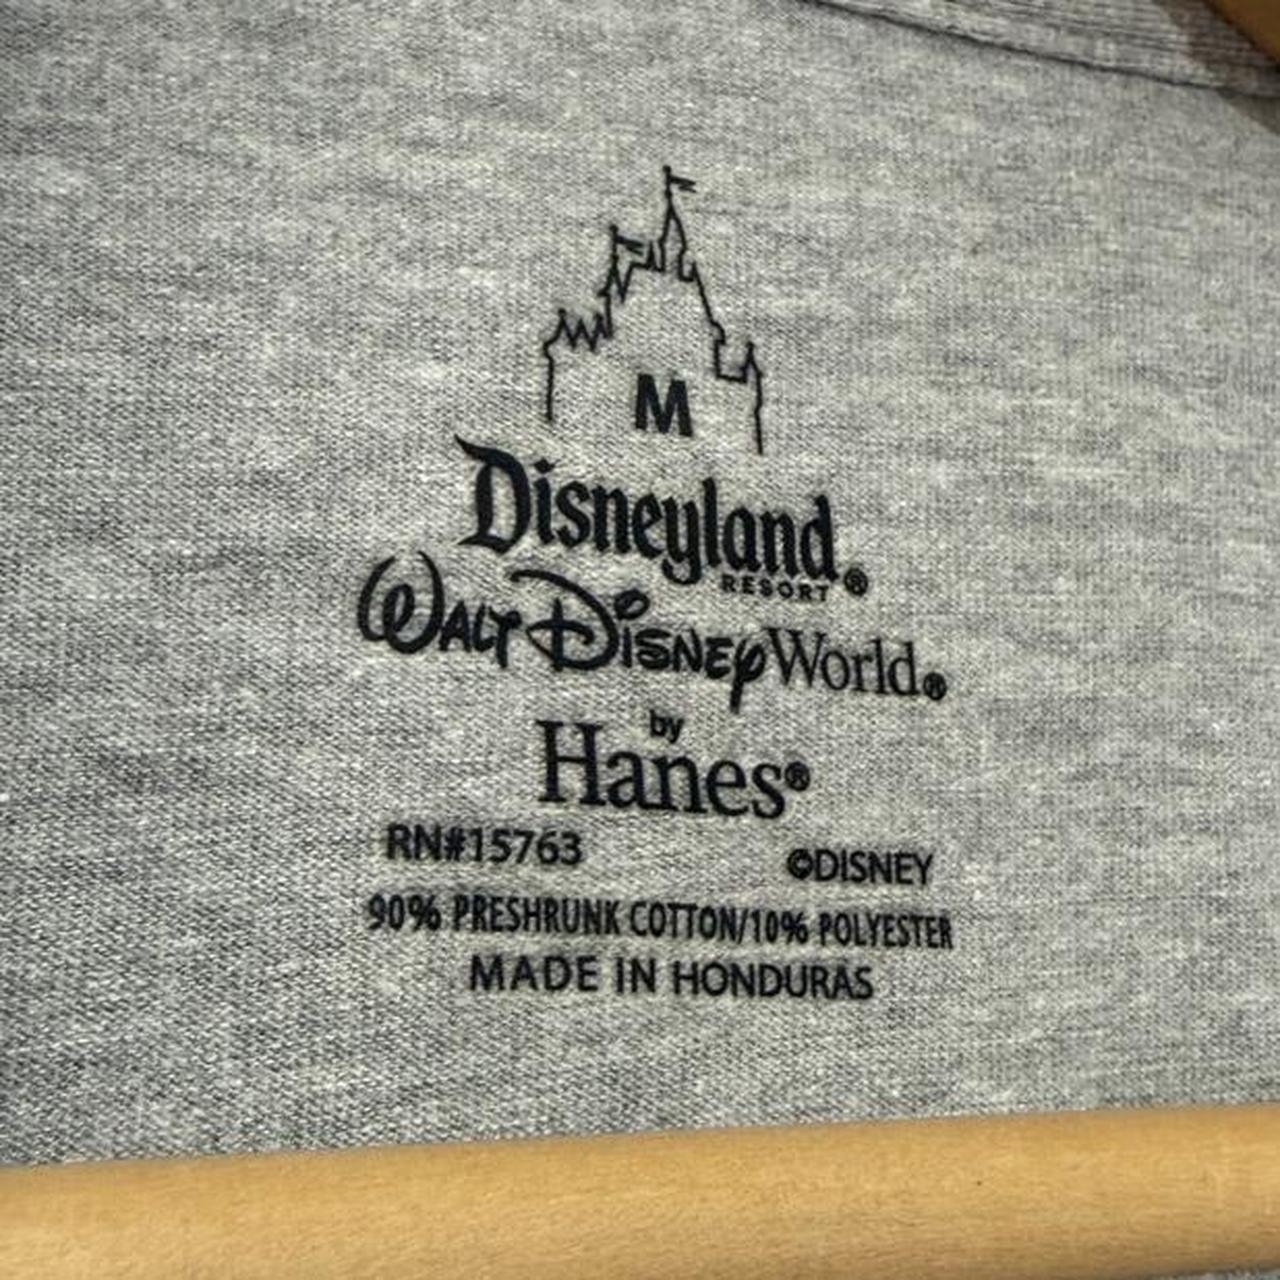 M
Disneyland®
RESORT
Walt Disney World®
by
Hanes®
RN#15763 ©DISNEY
90% PRESHRUNK COTTON/10% POLYESTER
MADE IN HONDURAS